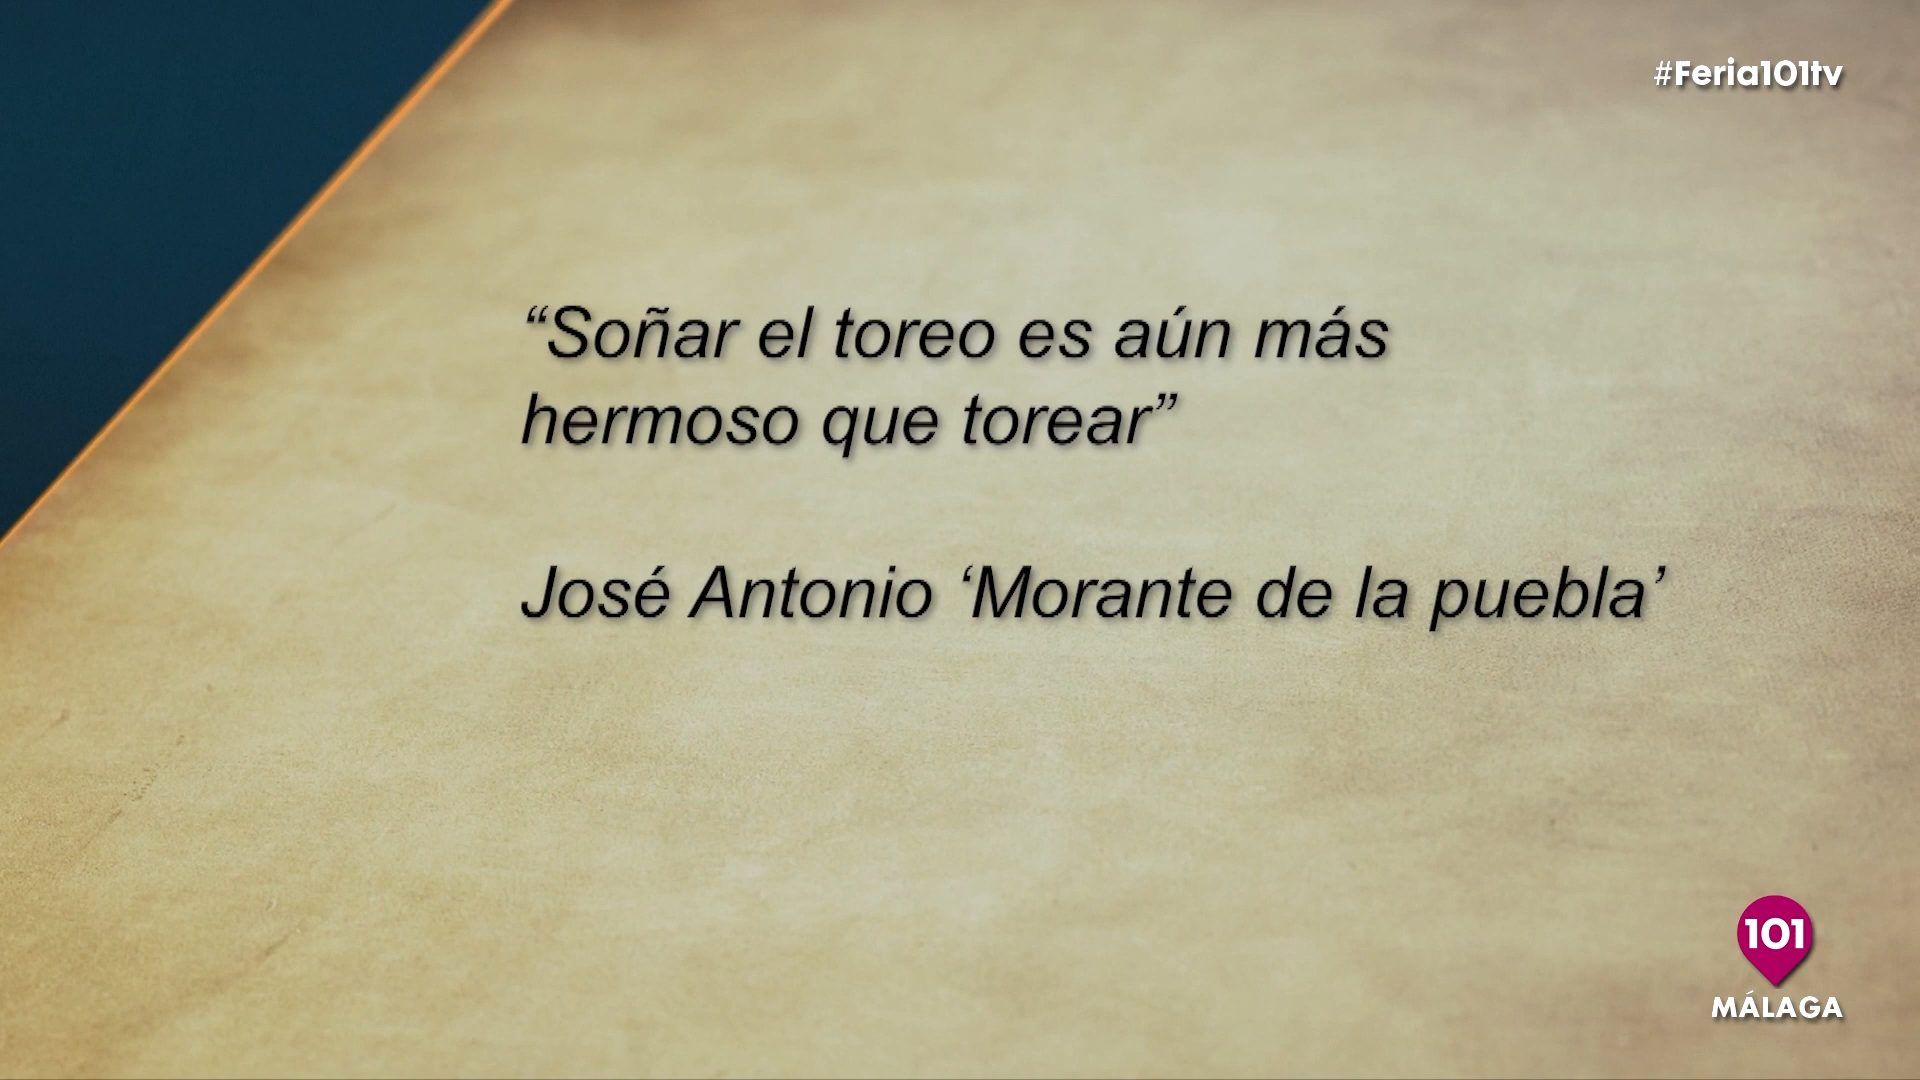 #Feria101tv
“Soñar el toreo es aún más
hermoso que torear”
José Antonio ‘Morante de la puebla’
101
MÁLAGA